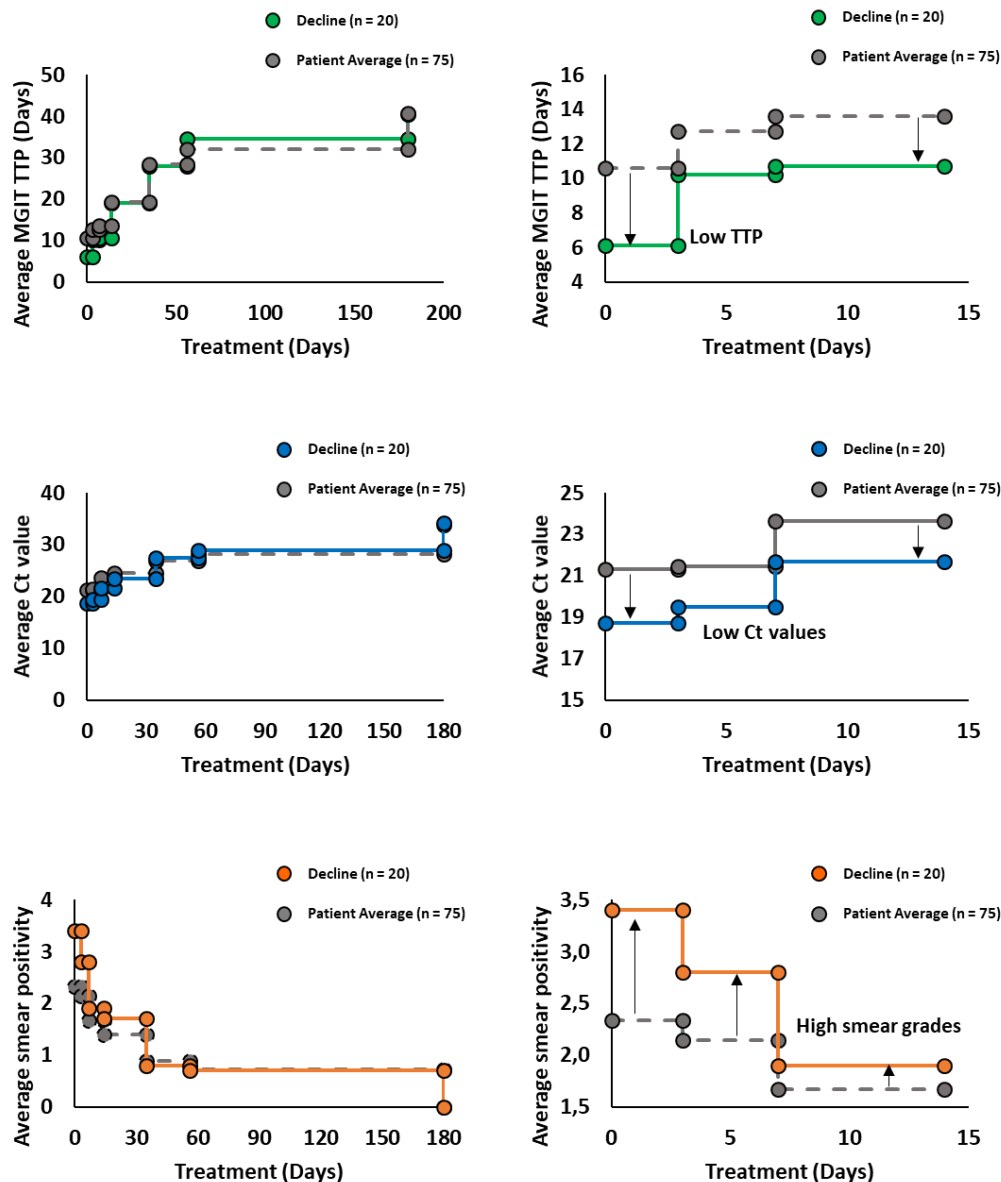 Decline (n = 20)
Patient Average (n = 75)
Average MGIT TTP (Days)
50
40
30
20
10
0
0 50 100 150 200
Treatment (Days)
Decline (n = 20)
Patient Average (n = 75)
Average MGIT TTP (Days)
16
14
12
10
8
6
4
Low TTP
0 5 10 15
Treatment (Days)
Decline (n = 20)
Patient Average (n = 75)
Average Ct value
40
30
20
10
0
0 30 60 90 120 150 180
Treatment (Days)
Decline (n = 20)
Patient Average (n = 75)
Average Ct value
25
23
21
19
17
15
Low Ct values
0 5 10 15
Treatment (Days)
Decline (n = 20)
Patient Average (n = 75)
Average smear positivity
4
3
2
1
0
0 30 60 90 120 150 180
Treatment (Days)
Decline (n = 20)
Patient Average (n = 75)
Average smear positivity
3,5
3,0
2,5
2,0
1,5
High smear grades
0 5 10 15
Treatment (Days)